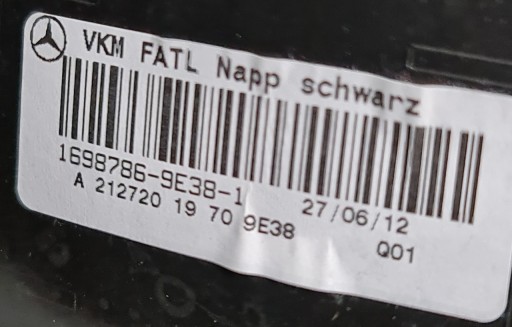 VKM FATL Napp schwarz
1698786-9E38-1 27/06/12
A 212720 19 70 9E38 Q01